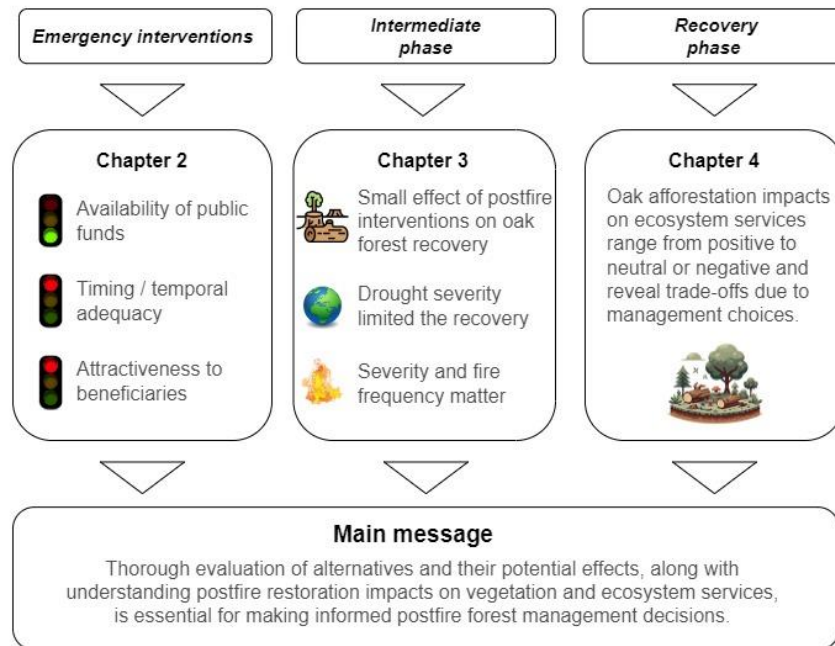 Emergency interventions
Intermediate
phase
Recovery
phase
Chapter 2
Availability of public
funds
Timing / temporal
adequacy
Attractiveness to
beneficiaries
Chapter 3
Small effect of postfire
interventions on oak
forest recovery
Drought severity
limited the recovery
Severity and fire
frequency matter
Chapter 4
Oak afforestation impacts
on ecosystem services
range from positive to
neutral or negative and
reveal trade-offs due to
management choices.
Main message
Thorough evaluation of alternatives and their potential effects, along with
understanding postfire restoration impacts on vegetation and ecosystem services,
is essential for making informed postfire forest management decisions.